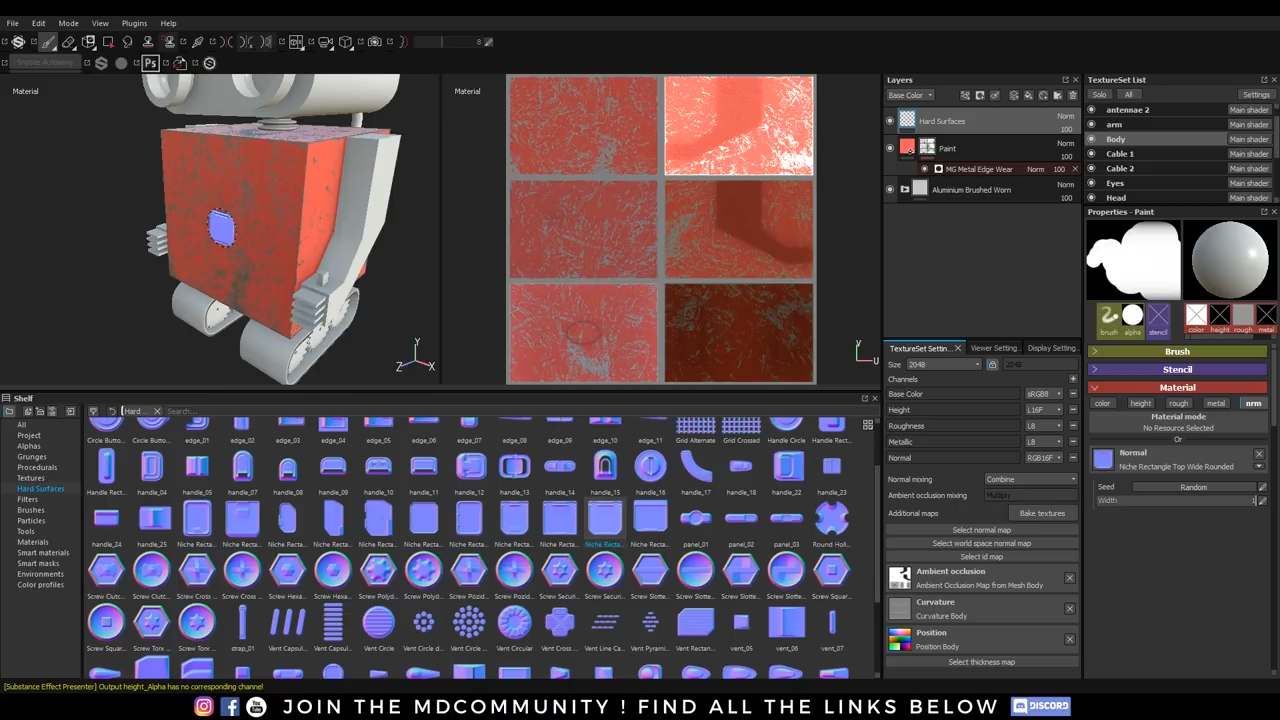 File Edit Mode View Plugins Help
8
Ps
Material
Material
Y
Z X
Y
U
Layers
Base Color
Hard Surfaces Norm 100
Paint Norm 100
MG Metal Edge Wear Norm 100
Aluminium Brushed Worn Norm 100
TextureSet List
Solo All Settings
antennae 2 Main shader
arm Main shader
Body Main shader
Cable 1 Main shader
Cable 2 Main shader
Eyes Main shader
Head Main shader
Properties - Paint
brush alpha stencil color height rough metal
Brush
Stencil
Material
color height rough metal nrm
Material mode
No Resource Selected
Or
Normal
Niche Rectangle Top Wide Rounded
Seed Random
Width 1
TextureSet Settin... Viewer Setting... Display Setting...
Size 2048 2048
Channels
Base Color sRGB8
Height L16F
Roughness L8
Metallic L8
Normal RGB16F
Normal mixing Combine
Ambient occlusion mixing Multiply
Additional maps Bake textures
Select normal map
Select world space normal map
Select id map
Ambient occlusion
Ambient Occlusion Map from Mesh Body
Curvature
Curvature Body
Position
Position Body
Select thickness map
Shelf
Hard ... Search...
All
Project
Alphas
Grunges
Procedurals
Textures
Hard Surfaces
Filters
Brushes
Particles
Tools
Materials
Smart materials
Smart masks
Environments
Color profiles
Circle Butto... Circle Butto... edge_01 edge_02 edge_03 edge_04 edge_05 edge_06 edge_07 edge_08 edge_09 edge_10 edge_11 Grid Alternate Grid Crossed Handle Circle Handle Rect...
Handle Rect... handle_04 handle_05 handle_07 handle_08 handle_09 handle_10 handle_11 handle_12 handle_13 handle_14 handle_15 handle_16 handle_17 handle_18 handle_22 handle_23
handle_24 handle_25 Niche Recta... Niche Recta... Niche Recta... Niche Recta... Niche Recta... Niche Recta... Niche Recta... Niche Recta... Niche Recta... Niche Recta... Niche Recta... panel_01 panel_02 panel_03 Round Holl...
Screw Clutc... Screw Clutc... Screw Cross ... Screw Cross ... Screw Hexa... Screw Hexa... Screw Polyd... Screw Polyd... Screw Pozid... Screw Pozid... Screw Securi... Screw Securi... Screw Slotte... Screw Slotte... Screw Slotte... Screw Slotte... Screw Squar...
Screw Squar... Screw Torx ... Screw Torx ... strap_01 Vent Capsul... Vent Capsul... Vent Circle Vent Circle d... Vent Circle ... Vent Circular Vent Cross ... Vent Line Ca... Vent Pyrami... Vent Rectan... vent_05 vent_06 vent_07
[Substance Effect Presenter] Output height_Alpha has no corresponding channel
JOIN THE MDCOMMUNITY ! FIND ALL THE LINKS BELOW DISCORD